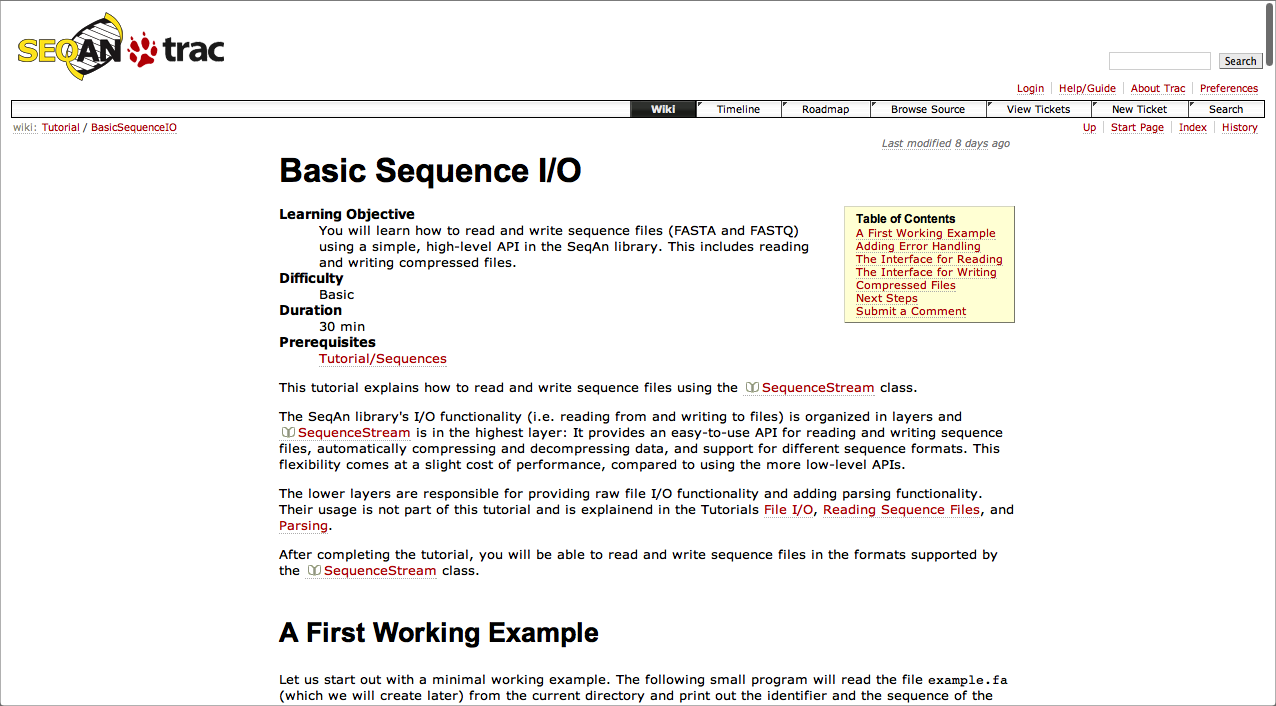 SEQAN trac
Search
Login Help/Guide About Trac Preferences
Wiki Timeline Roadmap Browse Source View Tickets New Ticket Search
wiki: Tutorial / BasicSequenceIO
Up Start Page Index History
Last modified 8 days ago
Basic Sequence I/O
Learning Objective
You will learn how to read and write sequence files (FASTA and FASTQ)
using a simple, high-level API in the SeqAn library. This includes reading
and writing compressed files.
Difficulty
Basic
Duration
30 min
Prerequisites
Tutorial/Sequences
Table of Contents
A First Working Example
Adding Error Handling
The Interface for Reading
The Interface for Writing
Compressed Files
Next Steps
Submit a Comment
This tutorial explains how to read and write sequence files using the SequenceStream class.
The SeqAn library's I/O functionality (i.e. reading from and writing to files) is organized in layers and
SequenceStream is in the highest layer: It provides an easy-to-use API for reading and writing sequence
files, automatically compressing and decompressing data, and support for different sequence formats. This
flexibility comes at a slight cost of performance, compared to using the more low-level APIs.
The lower layers are responsible for providing raw file I/O functionality and adding parsing functionality.
Their usage is not part of this tutorial and is explainend in the Tutorials File I/O, Reading Sequence Files, and
Parsing.
After completing the tutorial, you will be able to read and write sequence files in the formats supported by
the SequenceStream class.
A First Working Example
Let us start out with a minimal working example. The following small program will read the file example.fa
(which we will create later) from the current directory and print out the identifier and the sequence of the